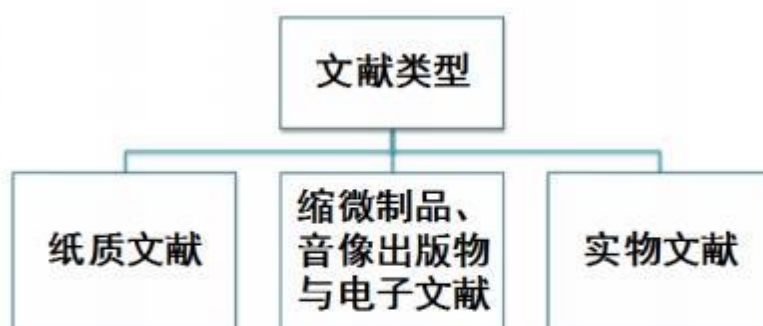 文献类型
纸质文献
缩微制品、
音像出版物
与电子文献
实物文献